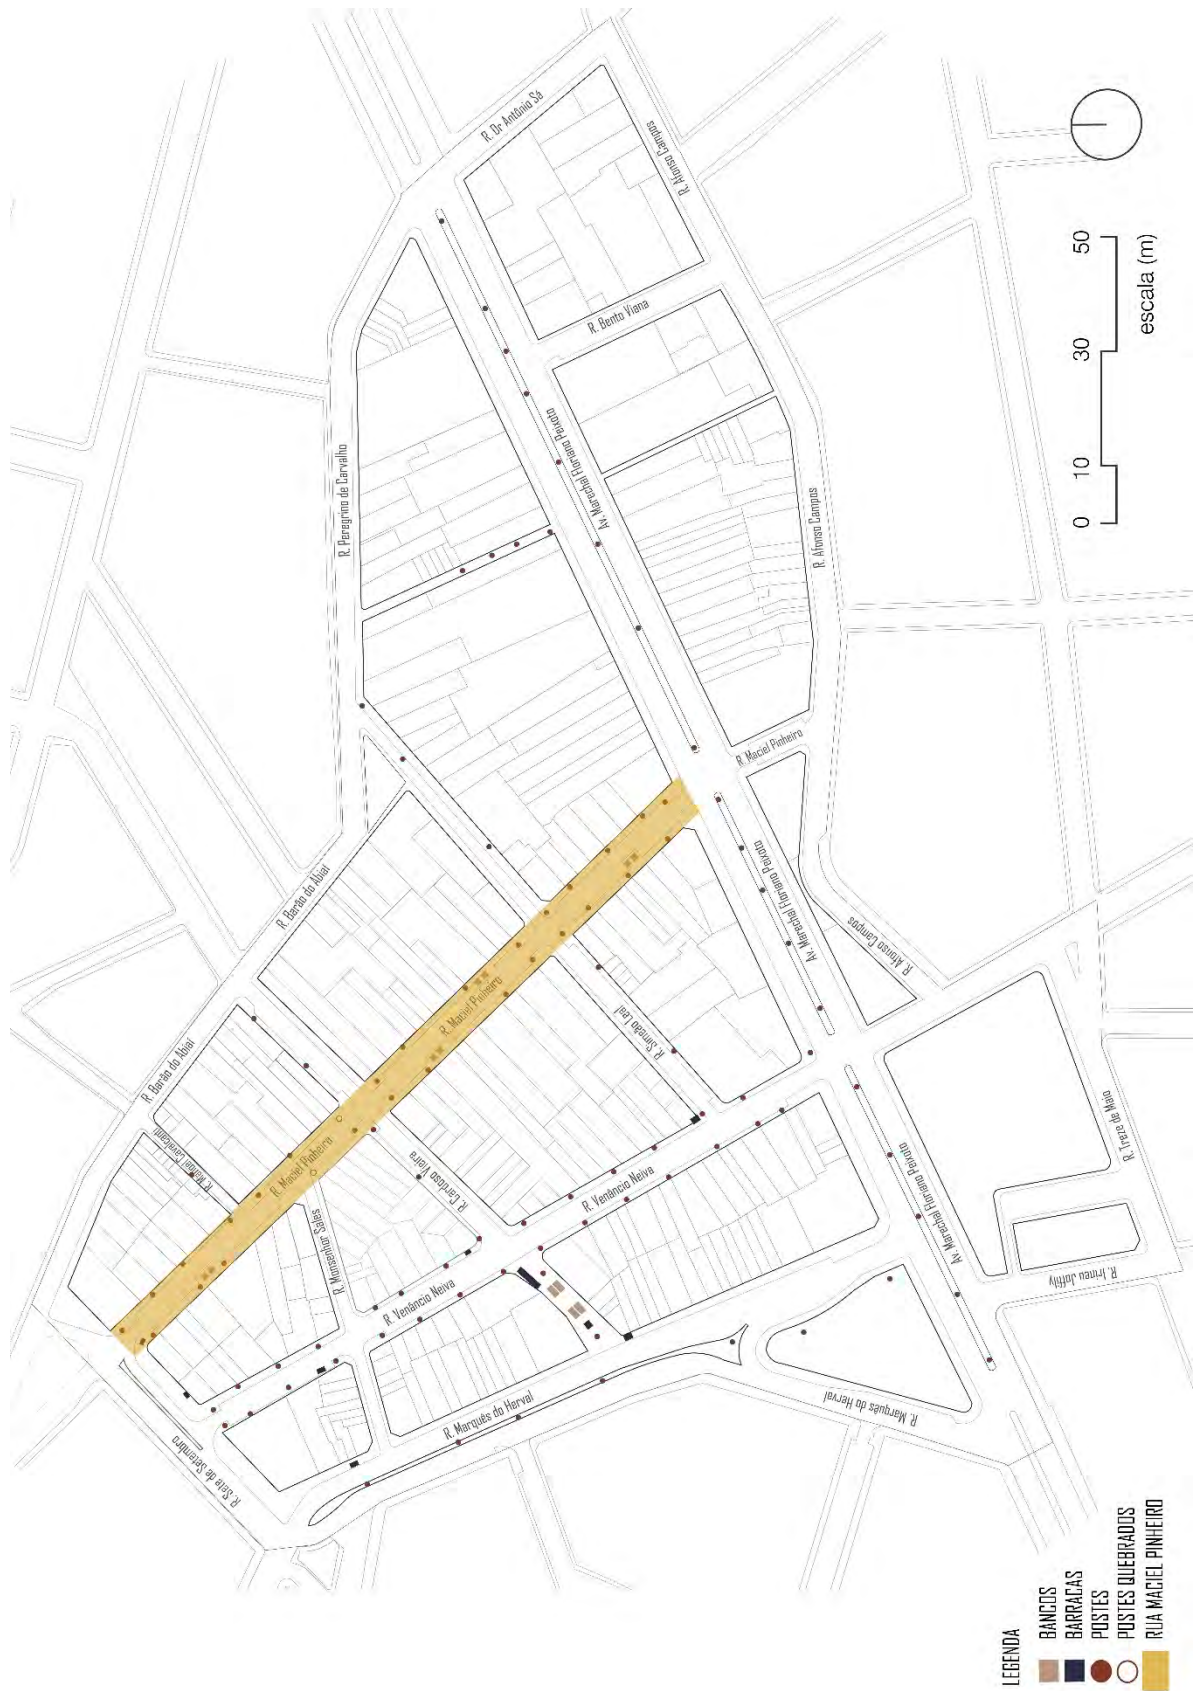 R. Dr Antônio Sá
R. Afonso Campos
R. Bento Viana
R. Peregrino de Carvalho
Av. Marechal Floriano Peixoto
R. Afonso Campos
R. Maciel Pinheiro
R. Barão do Abiaí
Av. Marechal Floriano Peixoto
R. Afonso Campos
R. Maciel Pinheiro
R. Simeão Leal
R. Barão do Abiaí
R. Manoel Cavalcanti
R. Maciel Pinheiro
R. Cardoso Vieira
R. Monsenhor Sales
R. Venâncio Neiva
R. Venâncio Neiva
R. Treze de Maio
Av. Marechal Floriano Peixoto
R. Irineu Joffily
R. Marquês do Herval
R. Marquês do Herval
R. Sete de Setembro
0 10 30 50
escala (m)
LEGENDA
BANCOS
BARRACAS
POSTES
POSTES QUEBRADOS
RUA MACIEL PINHEIRO